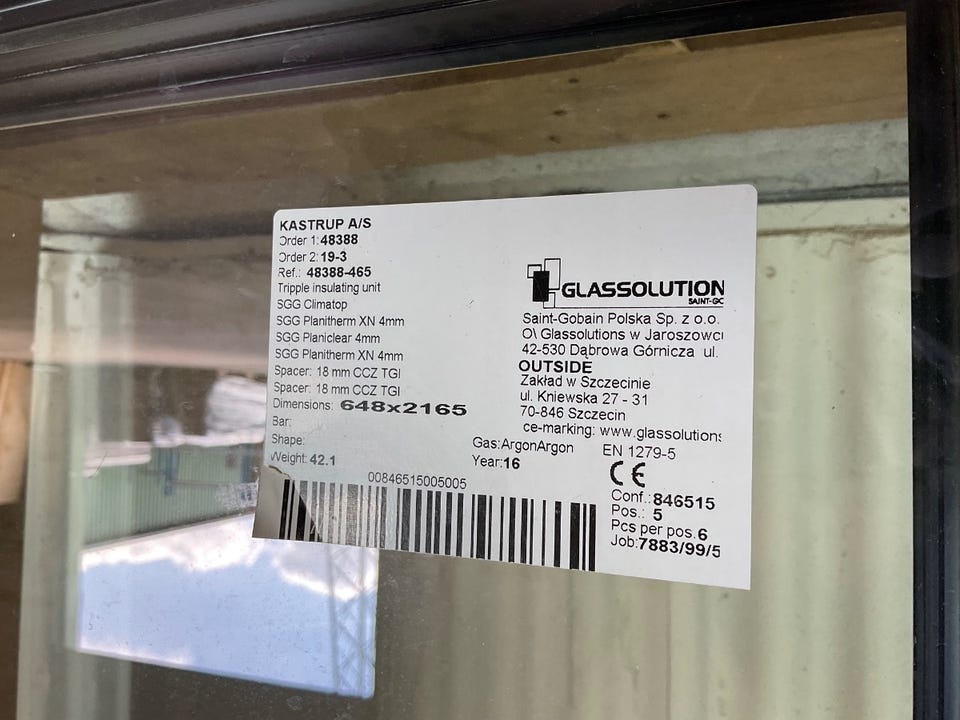 KASTRUP A/S
Order 1: 48388
Order 2: 19-3
Ref.: 48388-465
Tripple insulating unit
SGG Climatop
SGG Planitherm XN 4mm
SGG Planiclear 4mm
SGG Planitherm XN 4mm
Spacer: 18 mm CCZ TGI
Spacer: 18 mm CCZ TGI
Dimensions: 648x2165
Bar:
Shape:
Weight: 42.1
Gas:ArgonArgon
Year:16
00846515005005
GLASSOLUTION
SAINT-GO
Saint-Gobain Polska Sp. z o.o.
O\ Glassolutions w Jaroszowc
42-530 Dąbrowa Górnicza ul.
OUTSIDE
Zakład w Szczecinie
ul. Kniewska 27 - 31
70-846 Szczecin
ce-marking: www.glassolutions
EN 1279-5
CE
Conf.:846515
Pos.: 5
Pcs per pos. 6
Job:7883/99/5